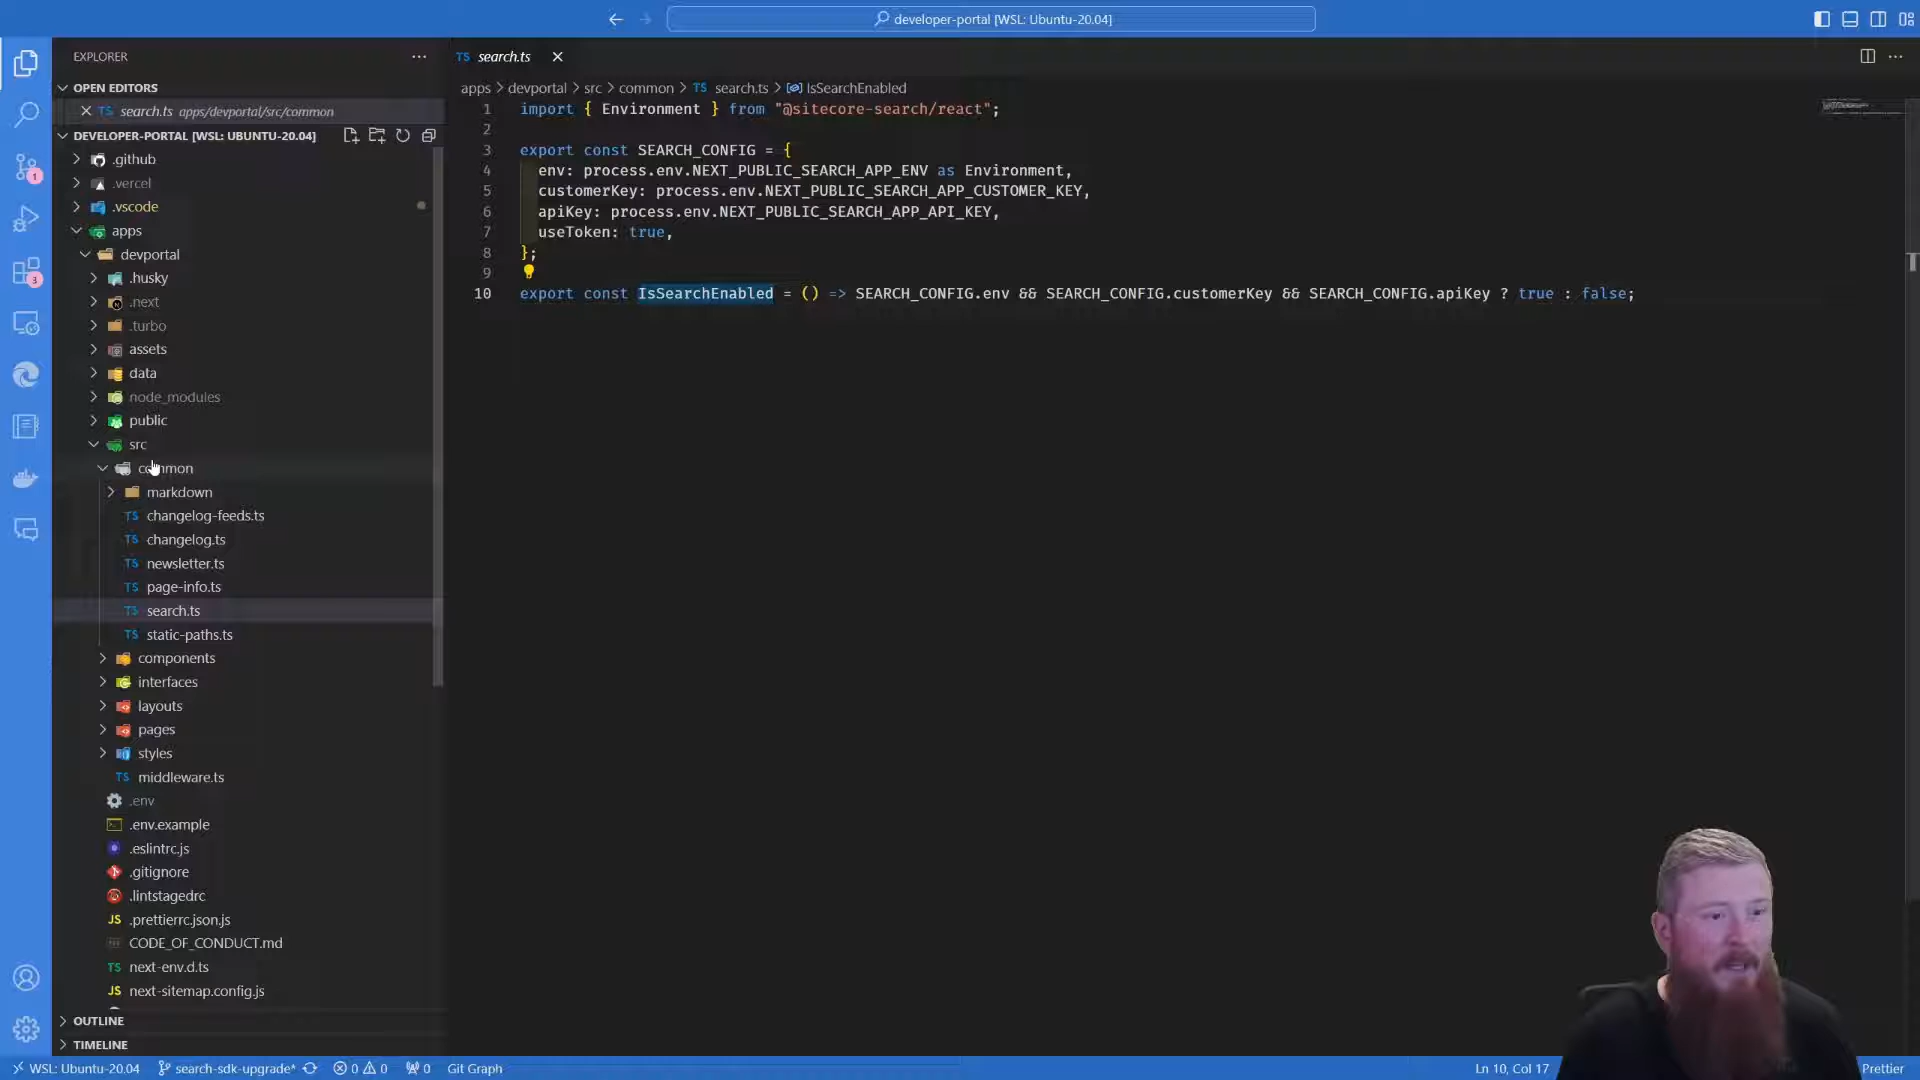 developer-portal [WSL: Ubuntu-20.04]
EXPLORER
OPEN EDITORS
TS search.ts apps/devportal/src/common
DEVELOPER-PORTAL [WSL: UBUNTU-20.04]
.github
.vercel
.vscode
apps
devportal
.husky
.next
.turbo
assets
data
node_modules
public
src
common
markdown
TS changelog-feeds.ts
TS changelog.ts
TS newsletter.ts
TS page-info.ts
TS search.ts
TS static-paths.ts
components
interfaces
layouts
pages
styles
TS middleware.ts
.env
.env.example
.eslintrc.js
.gitignore
.lintstagedrc
JS .prettierrc.json.js
CODE_OF_CONDUCT.md
TS next-env.d.ts
JS next-sitemap.config.js
OUTLINE
TIMELINE
1
3
TS search.ts
apps > devportal > src > common > TS search.ts > IsSearchEnabled
1 import { Environment } from "@sitecore-search/react";
2
3 export const SEARCH_CONFIG = {
4 env: process.env.NEXT_PUBLIC_SEARCH_APP_ENV as Environment,
5 customerKey: process.env.NEXT_PUBLIC_SEARCH_APP_CUSTOMER_KEY,
6 apiKey: process.env.NEXT_PUBLIC_SEARCH_APP_API_KEY,
7 useToken: true,
8 };
9
10 export const IsSearchEnabled = () => SEARCH_CONFIG.env && SEARCH_CONFIG.customerKey && SEARCH_CONFIG.apiKey ? true : false;
WSL: Ubuntu-20.04 search-sdk-upgrade* 0 0 0 Git Graph Ln 10, Col 17 Prettier